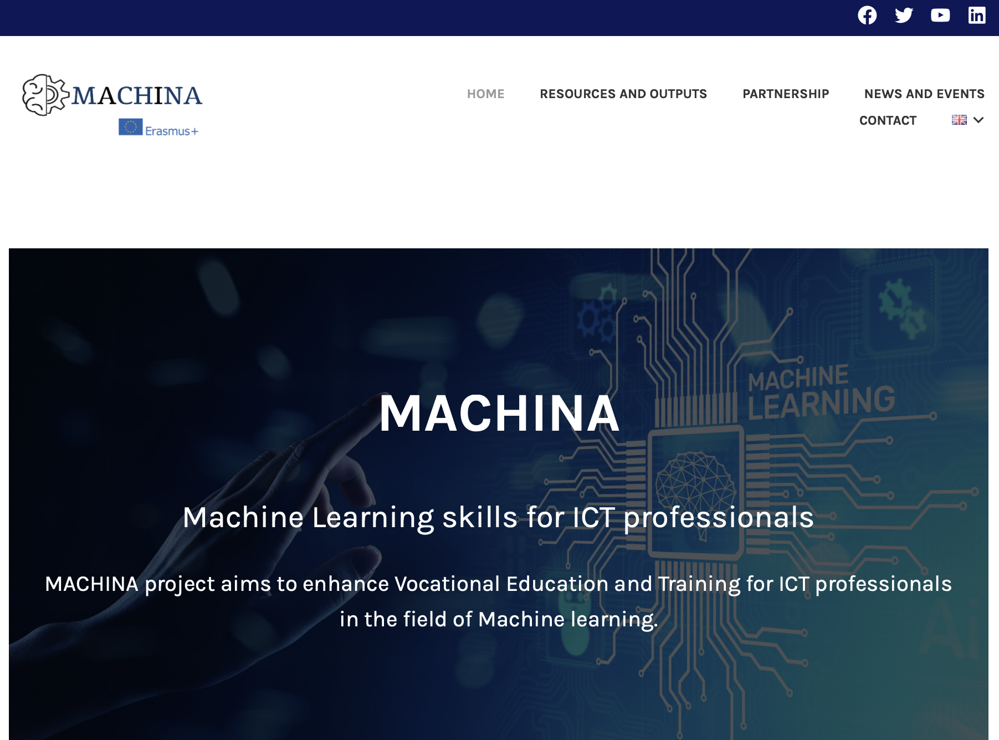 MACHINA
Erasmus+
HOME RESOURCES AND OUTPUTS PARTNERSHIP NEWS AND EVENTS
CONTACT
MACHINE
LEARNING
MACHINA
Machine Learning skills for ICT professionals
MACHINA project aims to enhance Vocational Education and Training for ICT professionals
in the field of Machine learning.
Ai